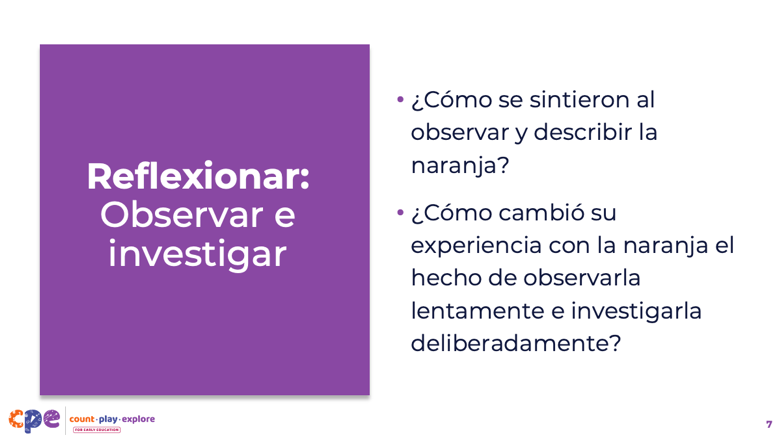 Reflexionar:
Observar e
investigar
• ¿Cómo se sintieron al
observar y describir la
naranja?
• ¿Cómo cambió su
experiencia con la naranja el
hecho de observarla
lentamente e investigarla
deliberadamente?
cpe
count·play·explore
FOR EARLY EDUCATION
7